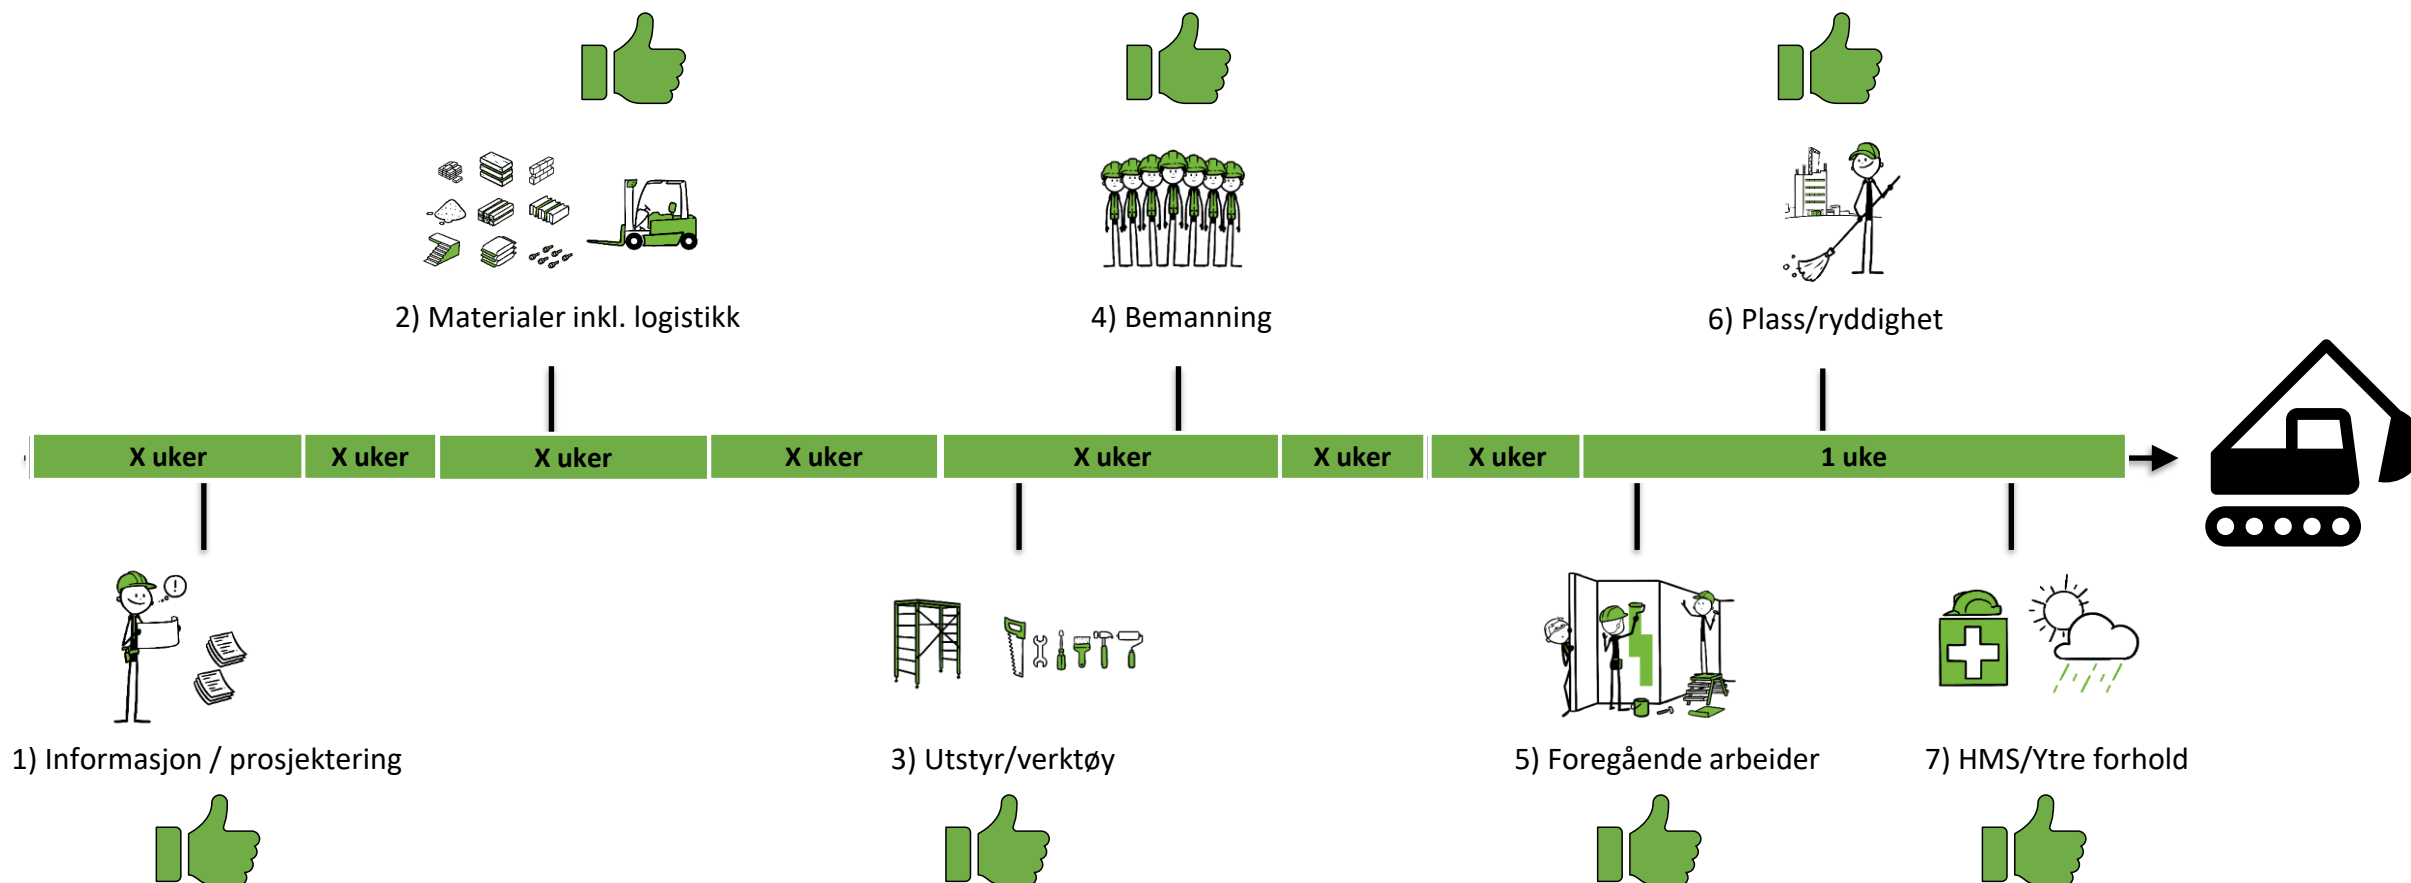 2) Materialer inkl. logistikk
4) Bemanning
6) Plass/ryddighet
X uker
X uker
X uker
X uker
X uker
X uker
X uker
1 uke
!
1) Informasjon / prosjektering
3) Utstyr/verktøy
5) Foregående arbeider
7) HMS/Ytre forhold